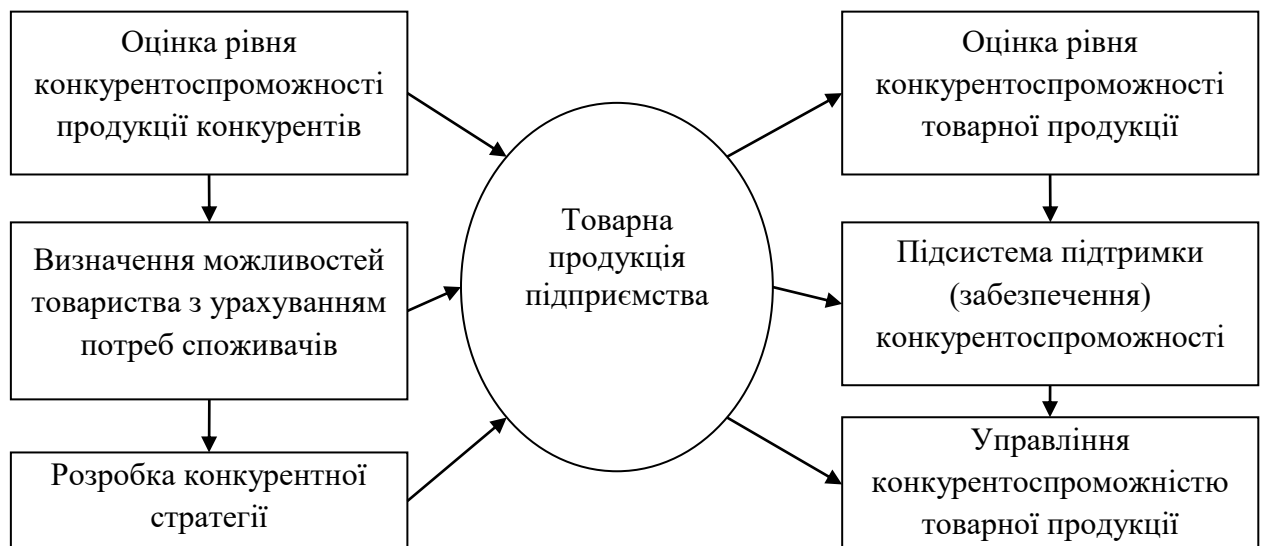 Оцінка рівня
конкурентоспроможності
продукції конкурентів
Визначення можливостей
товариства з урахуванням
потреб споживачів
Розробка конкурентної
стратегії
Товарна
продукція
підприємства
Оцінка рівня
конкурентоспроможності
товарної продукції
Підсистема підтримки
(забезпечення)
конкурентоспроможності
Управління
конкурентоспроможністю
товарної продукції